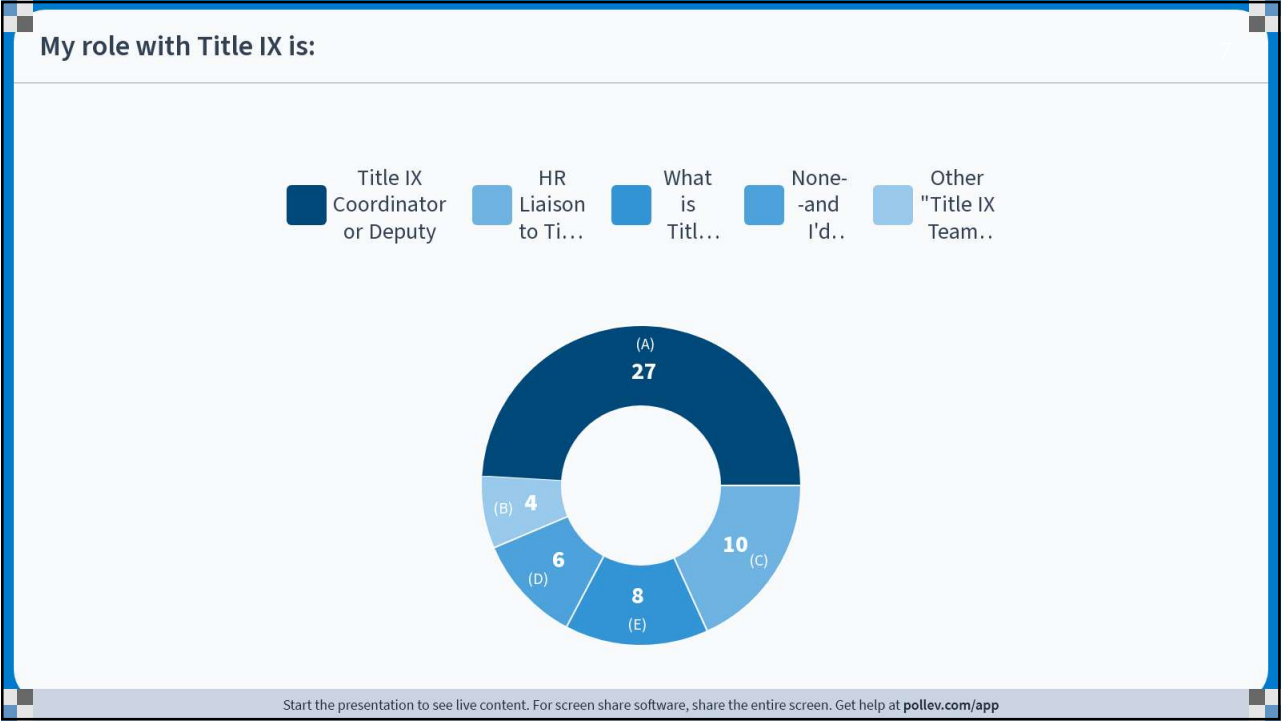 My role with Title IX is:
Title IX
Coordinator
or Deputy
HR
Liaison
to Ti…
What
is
Titl…
None-
-and
I'd..
Other
"Title IX
Team..
(A)
27
(B) 4
10
(C)
6
(D)
8
(E)
Start the presentation to see live content. For screen share software, share the entire screen. Get help at pollev.com/app